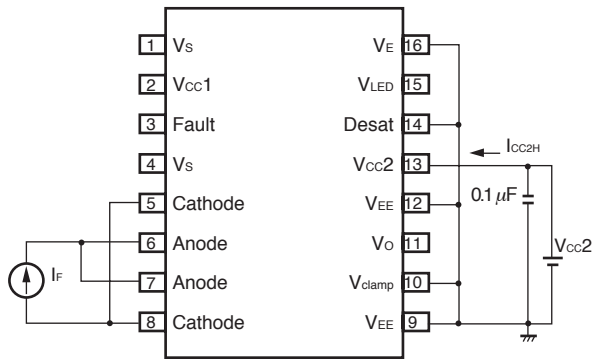 1 Vs VE 16
2 VCC1 VLED 15
3 Fault Desat 14
4 Vs VCC2 13
5 Cathode VEE 12
6 Anode VO 11
7 Anode Vclamp 10
8 Cathode VEE 9
IF
ICC2H
0.1 μF
VCC2